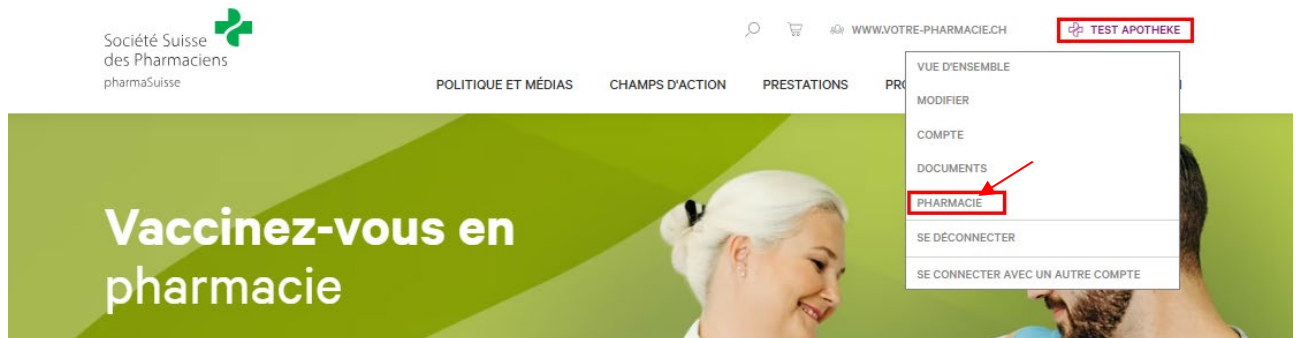 Société Suisse
des Pharmaciens
pharmaSuisse
WWW.VOTRE-PHARMACIE.CH
TEST APOTHEKE
POLITIQUE ET MÉDIAS
CHAMPS D'ACTION
PRESTATIONS
VUE D'ENSEMBLE
MODIFIER
COMPTE
DOCUMENTS
PHARMACIE
SE DÉCONNECTER
SE CONNECTER AVEC UN AUTRE COMPTE
Vaccinez-vous en
pharmacie